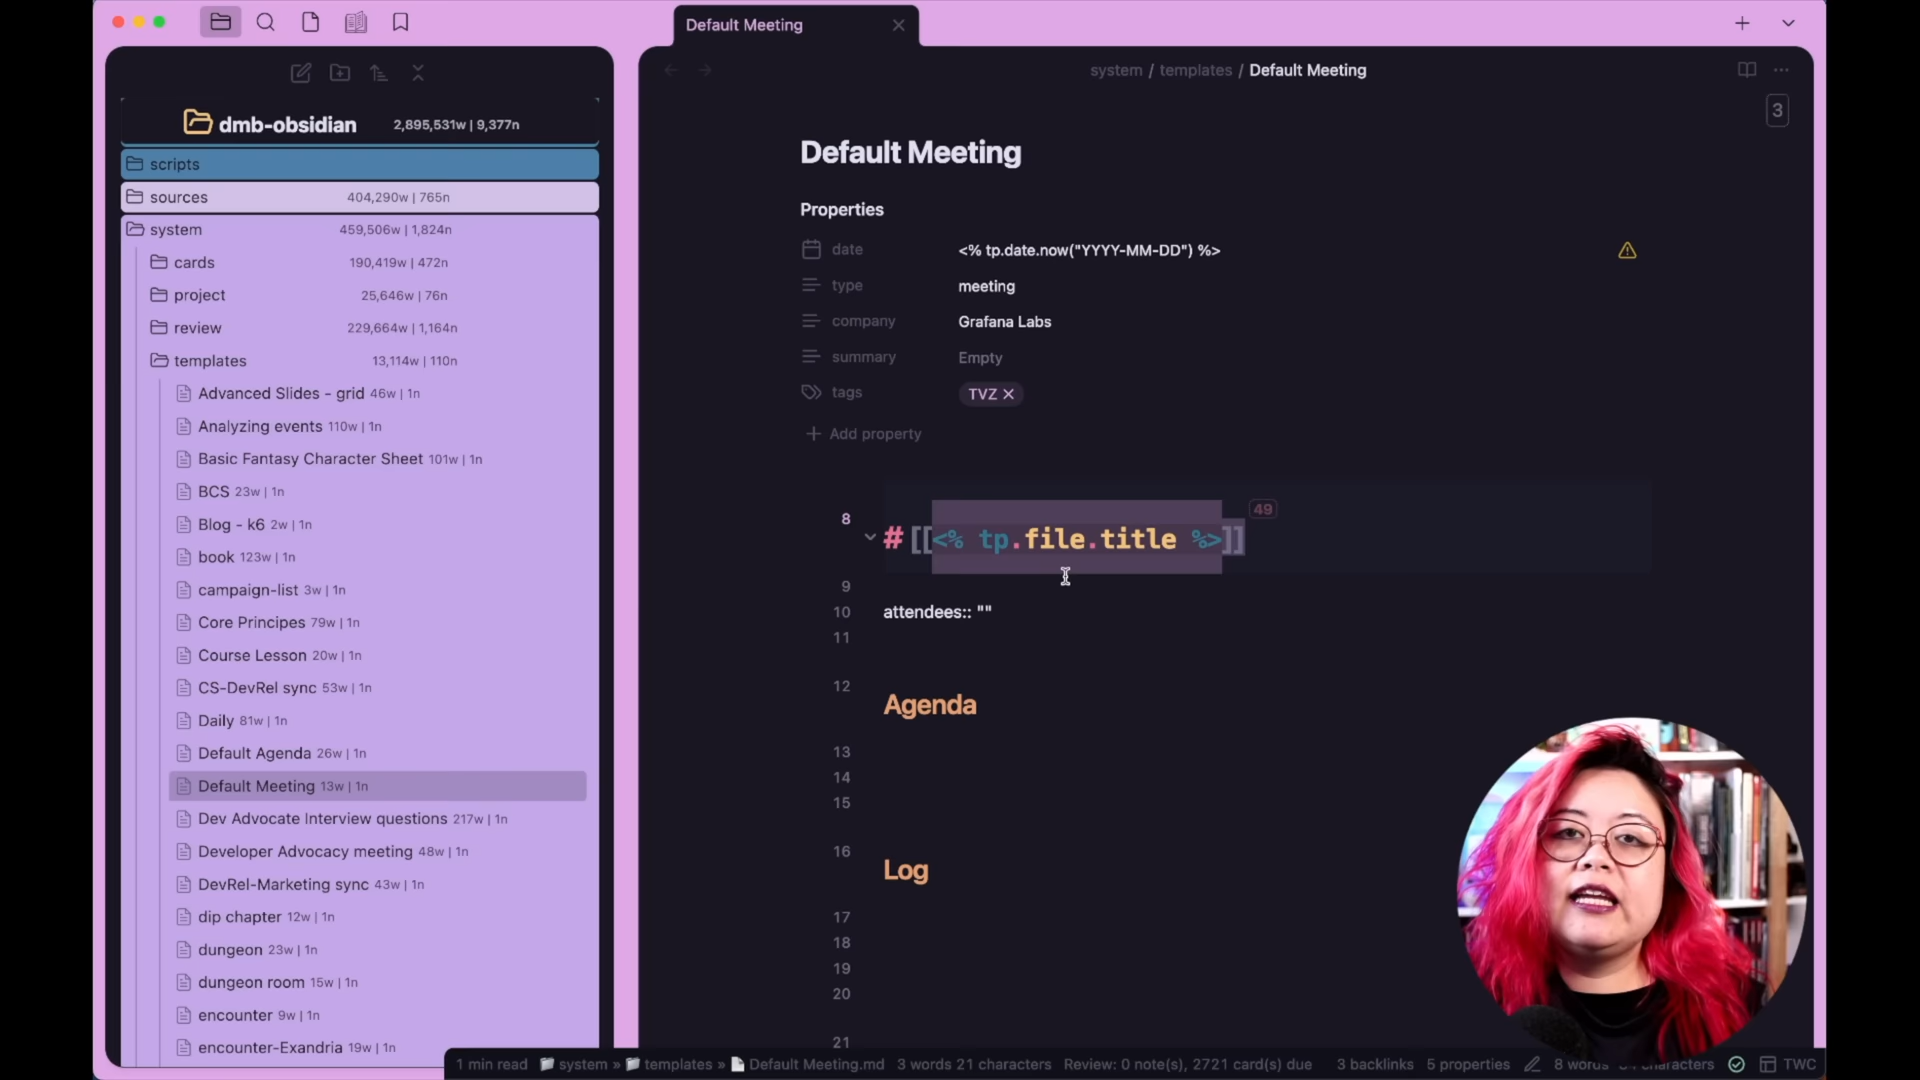 Default Meeting
dmb-obsidian 2,895,531w | 9,377n
scripts
sources 404,290w | 765n
system 459,506w | 1,824n
cards 190,419w | 472n
project 25,646w | 76n
review 229,664w | 1,164n
templates 13,114w | 110n
Advanced Slides - grid 46w | 1n
Analyzing events 110w | 1n
Basic Fantasy Character Sheet 101w | 1n
BCS 23w | 1n
Blog - k6 2w | 1n
book 123w | 1n
campaign-list 3w | 1n
Core Principes 79w | 1n
Course Lesson 20w | 1n
CS-DevRel sync 53w | 1n
Daily 81w | 1n
Default Agenda 26w | 1n
Default Meeting 13w | 1n
Dev Advocate Interview questions 217w | 1n
Developer Advocacy meeting 48w | 1n
DevRel-Marketing sync 43w | 1n
dip chapter 12w | 1n
dungeon 23w | 1n
dungeon room 15w | 1n
encounter 9w | 1n
encounter-Exandria 19w | 1n
system / templates / Default Meeting
3
Default Meeting
Properties
date <% tp.date.now("YYYY-MM-DD") %>
type meeting
company Grafana Labs
summary Empty
tags TVZ
Add property
8 # [[<% tp.file.title %>]] 49
9
10 attendees:: ""
11
12 Agenda
13
14
15
16 Log
17
18
19
20
21
1 min read system » templates » Default Meeting.md 3 words 21 characters Review: 0 note(s), 2721 card(s) due 3 backlinks 5 properties 8 words characters TWC